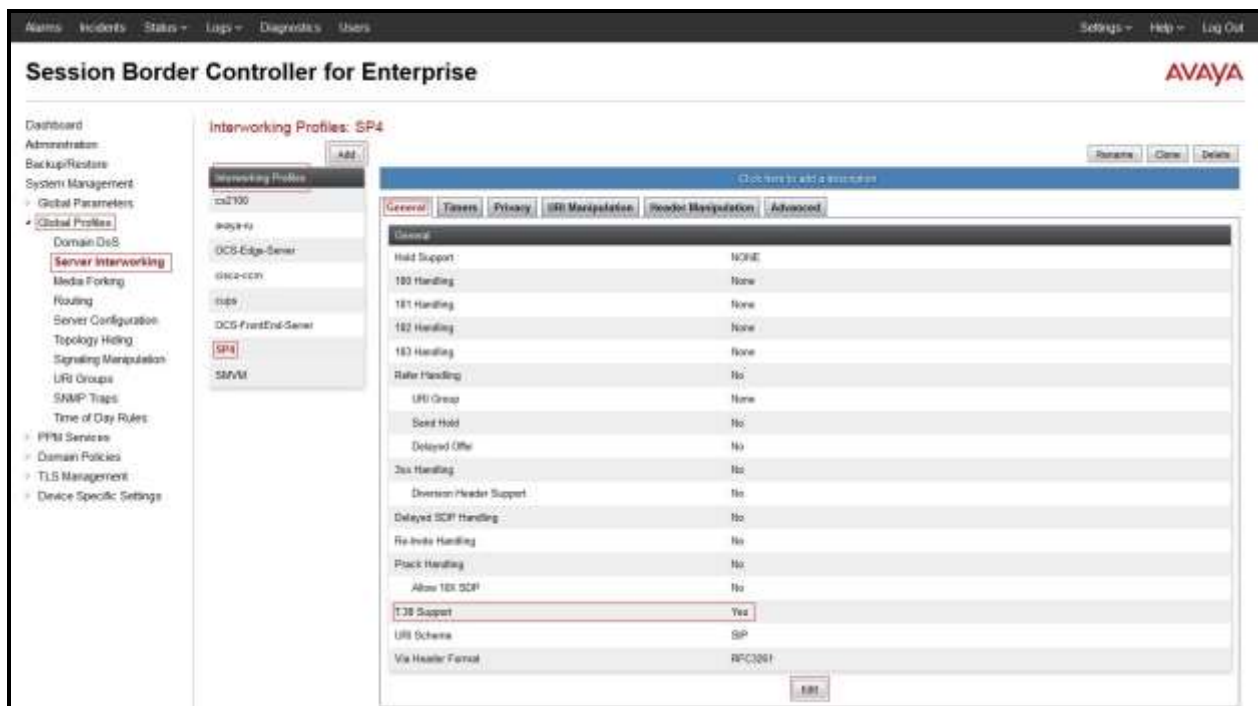 Alarms Incidents Status Logs Diagnostics Users Settings Help Log Out
Session Border Controller for Enterprise
AVAYA
Dashboard
Administration
Backup/Restore
System Management
Global Parameters
Global Profiles
Domain DoS
Server Interworking
Media Forking
Routing
Server Configuration
Topology Hiding
Signaling Manipulation
URI Groups
SNMP Traps
Time of Day Rules
PPM Services
Domain Policies
TLS Management
Device Specific Settings
Interworking Profiles: SP4
Add
Rename Clone Delete
Interworking Profiles
cs2100
avaya-ru
OCS-Edge-Server
cisco-ccm
cups
OCS-FrontEnd-Server
SP4
SMVM
Click here to add a description
General Timers Privacy URI Manipulation Header Manipulation Advanced
General
Hold Support NONE
180 Handling None
181 Handling None
182 Handling None
183 Handling None
Refer Handling No
URI Group None
Send Hold No
Delayed Offer No
3xx Handling No
Diversion Header Support No
Delayed SDP Handling No
Re-Invite Handling No
Prack Handling No
Allow 18X SDP No
T.38 Support Yes
URI Scheme SIP
Via Header Format RFC3261
Edit